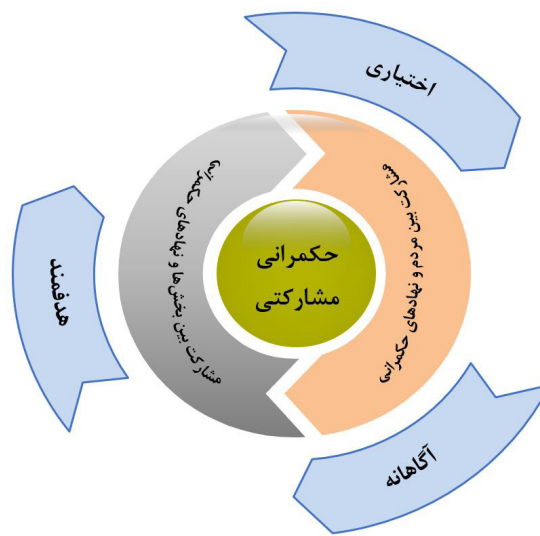 اختیاری
مشارکت بین مردم و نهادهای حکمرانی
مشارکت بین بخش‌ها و نهادهای حکمرانی
حکمرانی
مشارکتی
هدفمند
آگاهانه